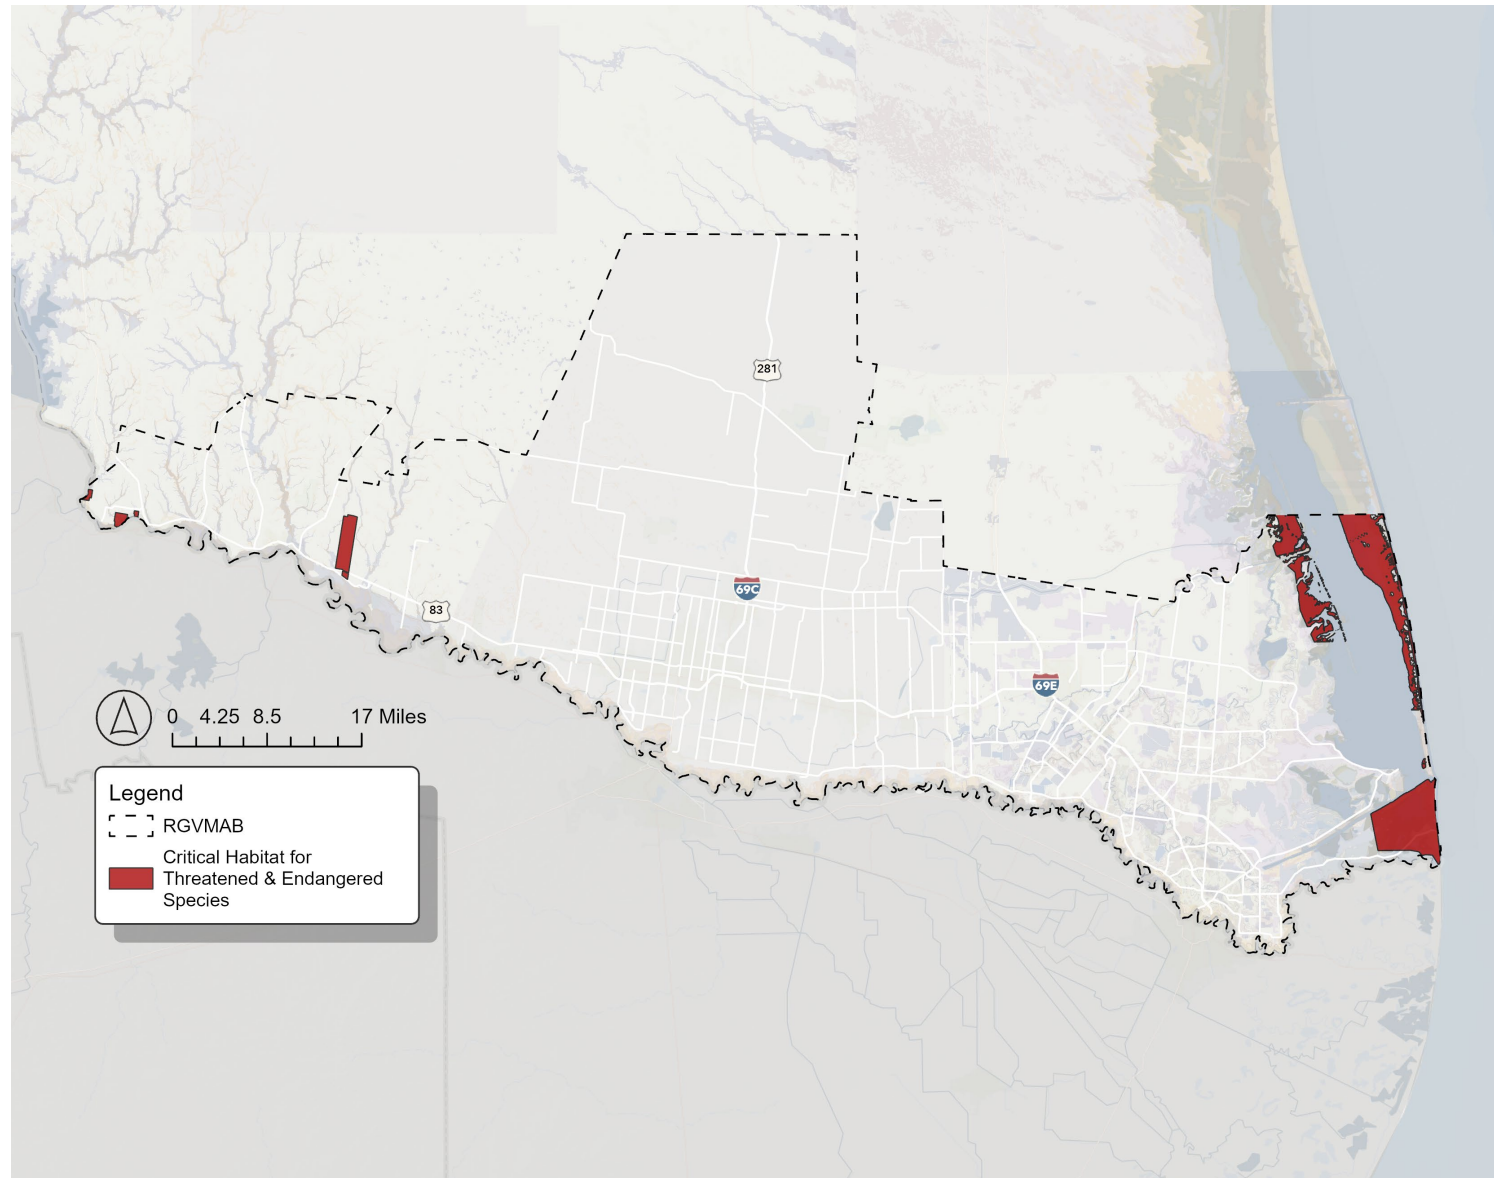 281
83
69C
69E
0 4.25 8.5 17 Miles
Legend
RGVMAB
Critical Habitat for
Threatened & Endangered
Species